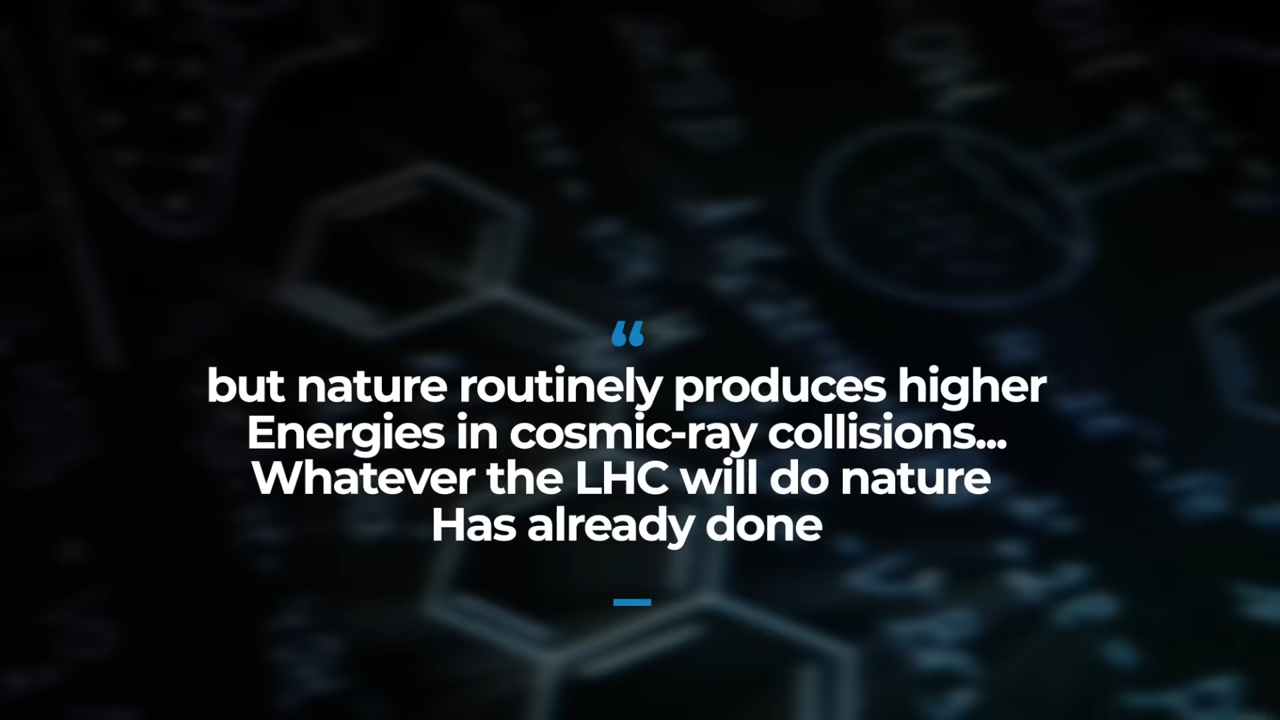 “
but nature routinely produces higher
Energies in cosmic-ray collisions...
Whatever the LHC will do nature
Has already done